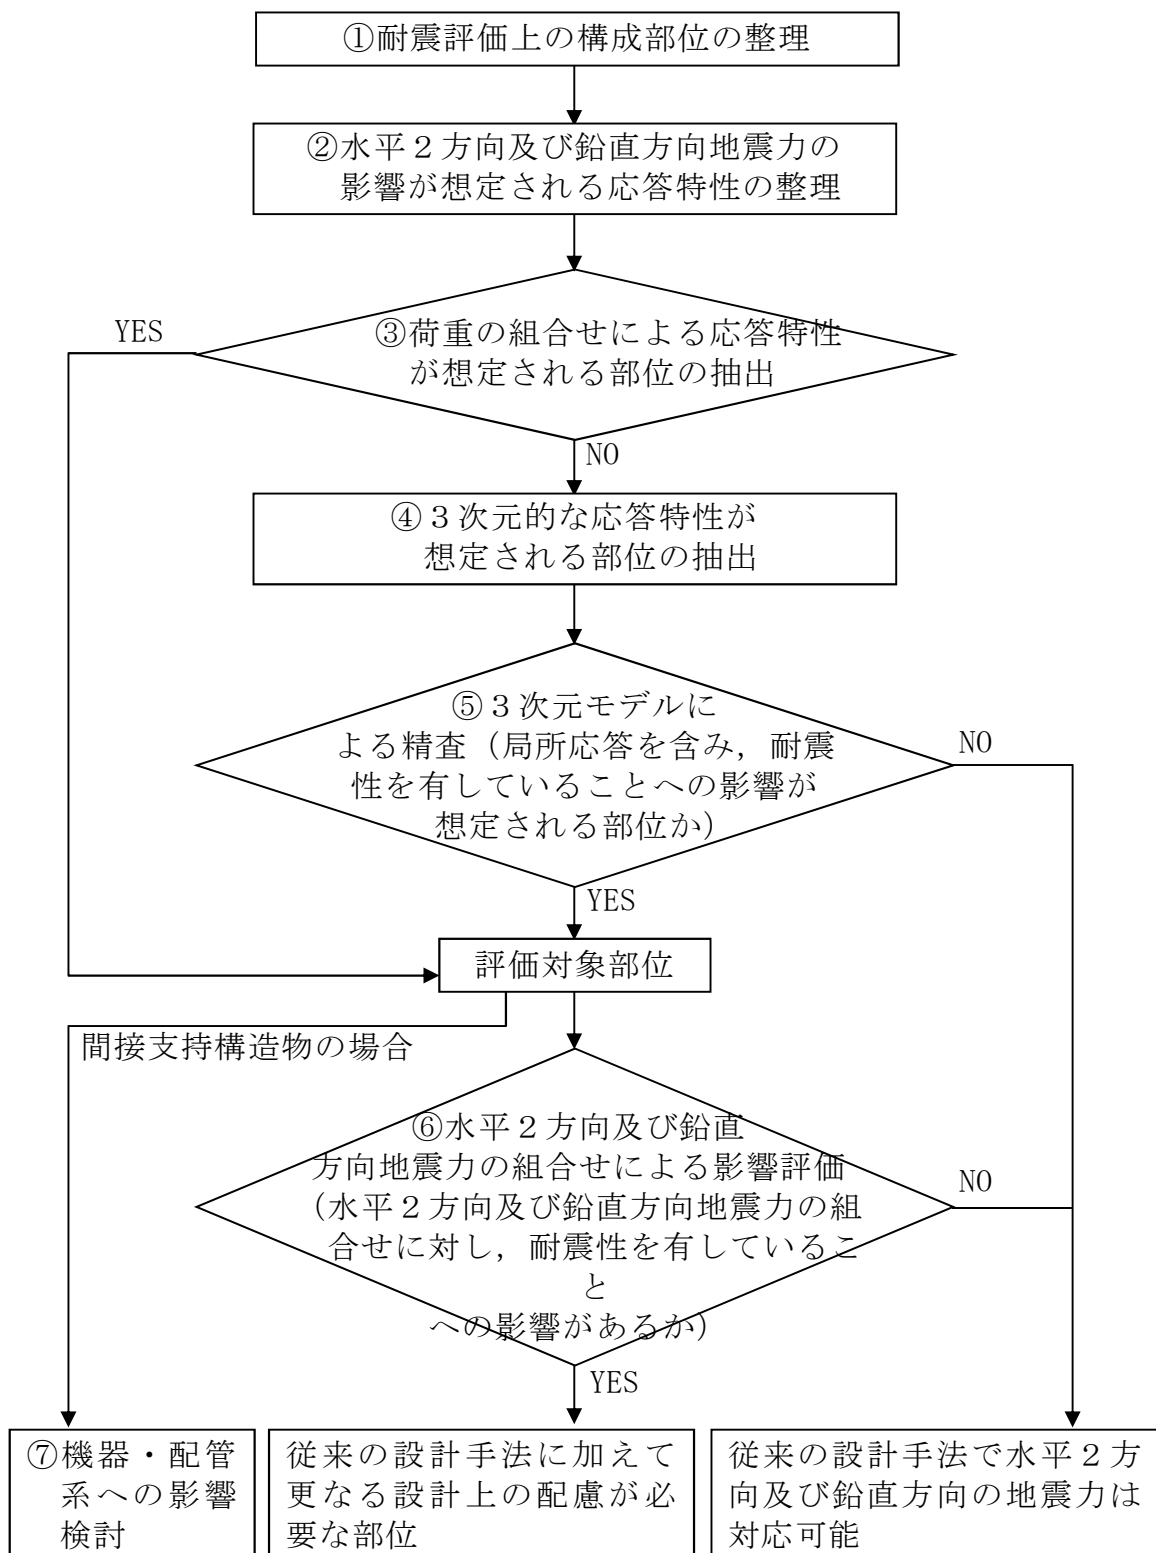 ①耐震評価上の構成部位の整理
②水平２方向及び鉛直方向地震力の
影響が想定される応答特性の整理
YES
③荷重の組合せによる応答特性
が想定される部位の抽出
NO
④３次元的な応答特性が
想定される部位の抽出
⑤３次元モデルに
よる精査（局所応答を含み，耐震
性を有していることへの影響が
想定される部位か）
NO
YES
評価対象部位
間接支持構造物の場合
⑥水平２方向及び鉛直
方向地震力の組合せによる影響評価
（水平２方向及び鉛直方向地震力の組
合せに対し，耐震性を有しているこ
と
への影響があるか）
NO
YES
⑦機器・配管
系への影響
検討
従来の設計手法に加えて
更なる設計上の配慮が必
要な部位
従来の設計手法で水平２方
向及び鉛直方向の地震力は
対応可能